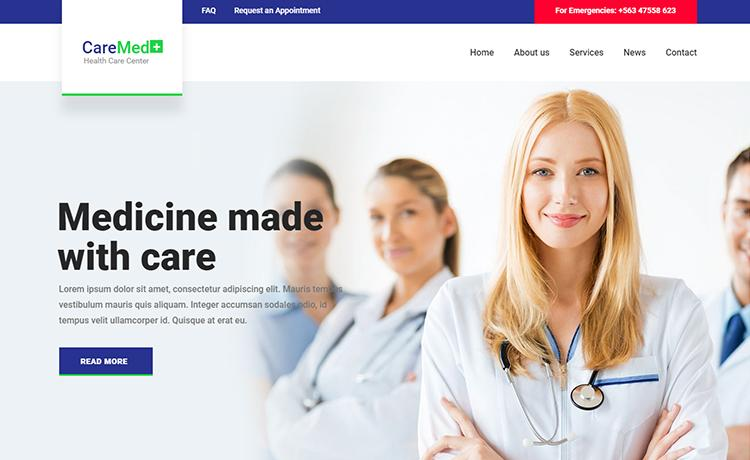 FAQ Request an Appointment For Emergencies: +563 47558 623
CareMed
Health Care Center
Home About us Services News Contact
Medicine made
with care
Lorem ipsum dolor sit amet, consectetur adipiscing elit. Mauris tempus
vestibulum mauris quis aliquam. Integer accumsan sodales odio, id
tempus velit ullamcorper id. Quisque at erat eu.
READ MORE